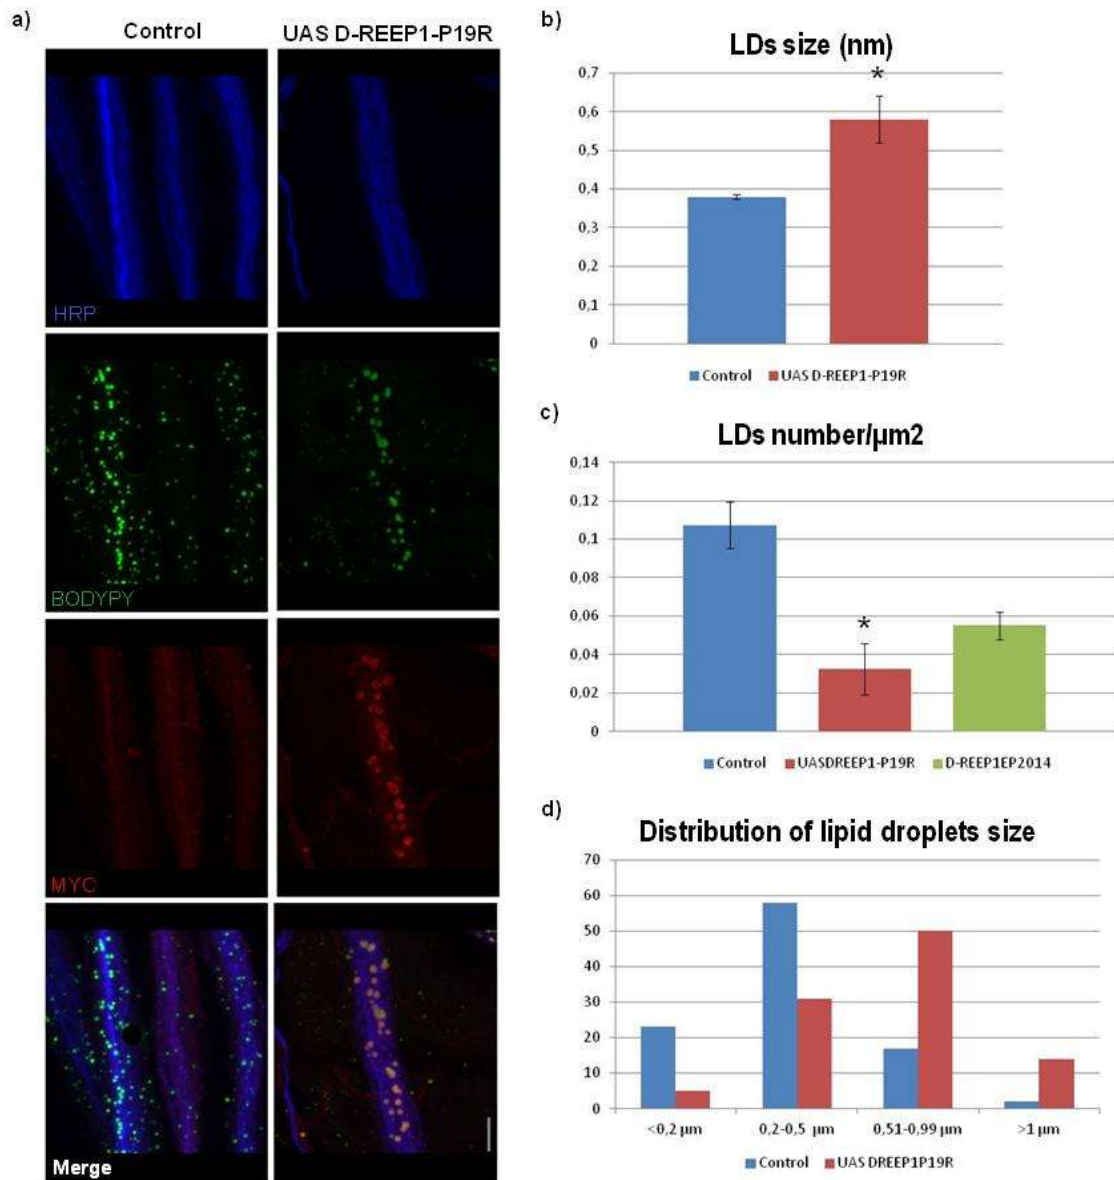 a)
Control
UAS D-REEP1-P19R
HRP
BODYPY
MYC
Merge
b)
LDs size (nm)
0,7
*
0,6
0,5
0,4
0,3
0,2
0,1
0
Control
UAS D-REEP1-P19R
c)
LDs number/µm2
0,14
0,12
0,1
0,08
0,06
*
0,04
0,02
0
Control
UASDREEP1-P19R
D-REEP1EP2014
d)
Distribution of lipid droplets size
70
60
50
40
30
20
10
0
<0,2 µm
0,2-0,5 µm
0,51-0,99 µm
>1 µm
Control
UAS DREEP1P19R